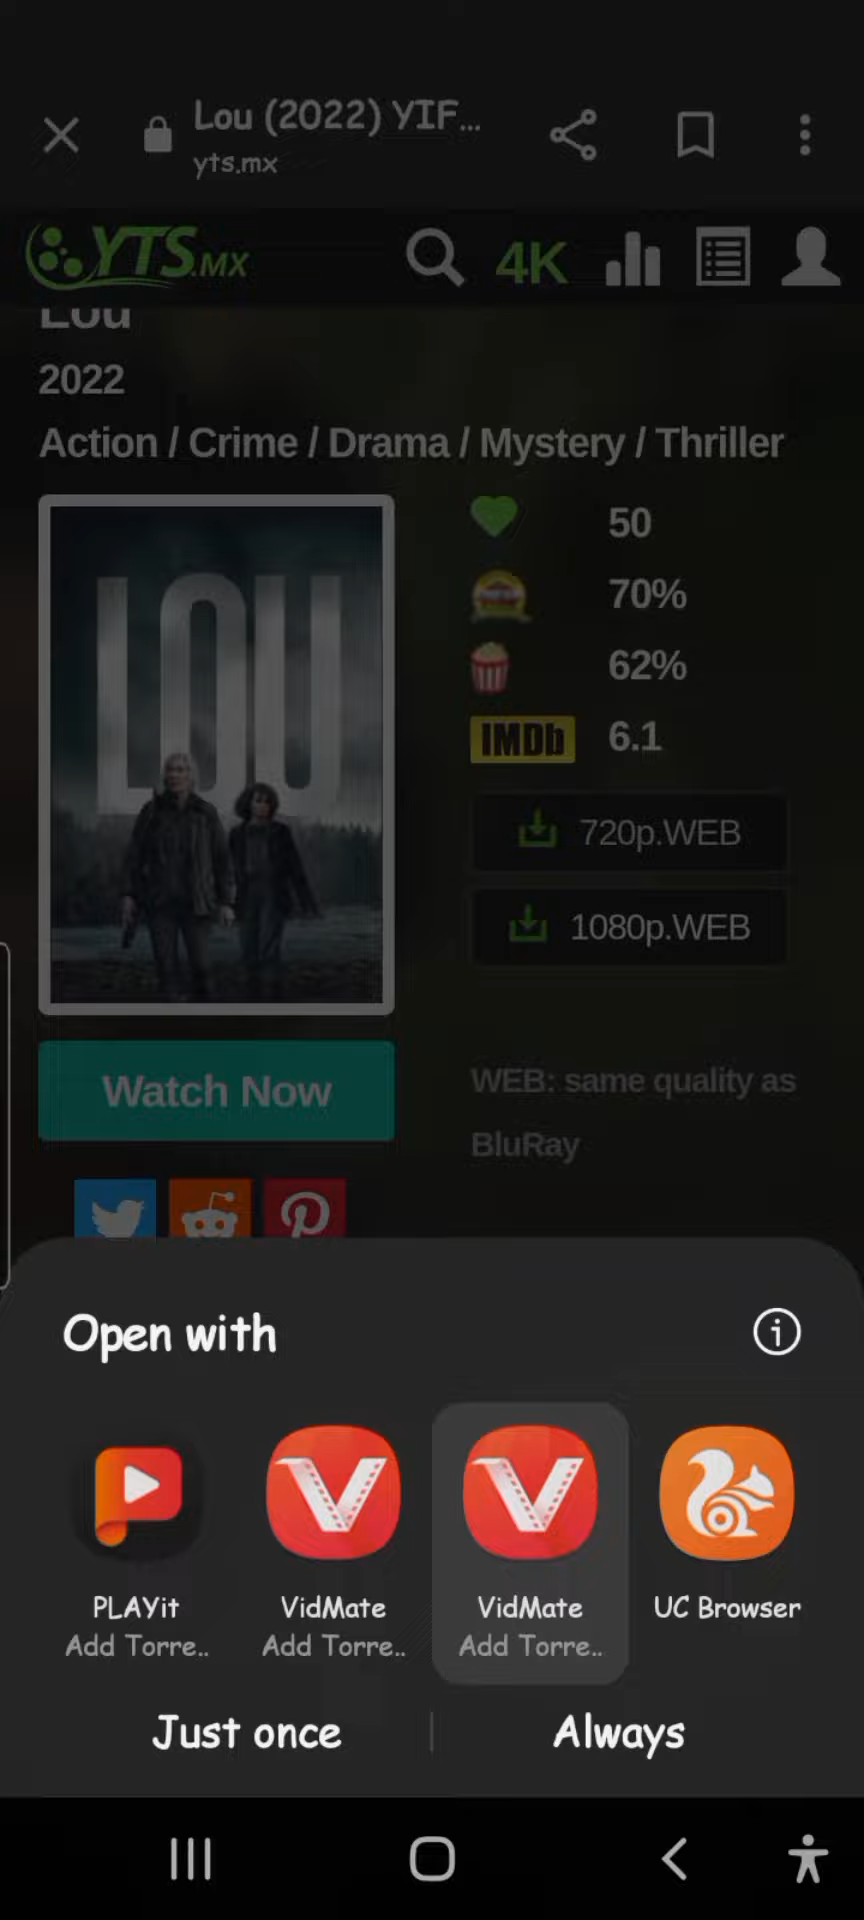 Lou (2022) YIF...
yts.mx
YTS.MX
4K
Lou
2022
Action / Crime / Drama / Mystery / Thriller
LOU
50
70%
62%
IMDb 6.1
720p.WEB
1080p.WEB
Watch Now
WEB: same quality as
BluRay
Open with
PLAYit
Add Torre..
VidMate
Add Torre..
VidMate
Add Torre..
UC Browser
Just once
Always